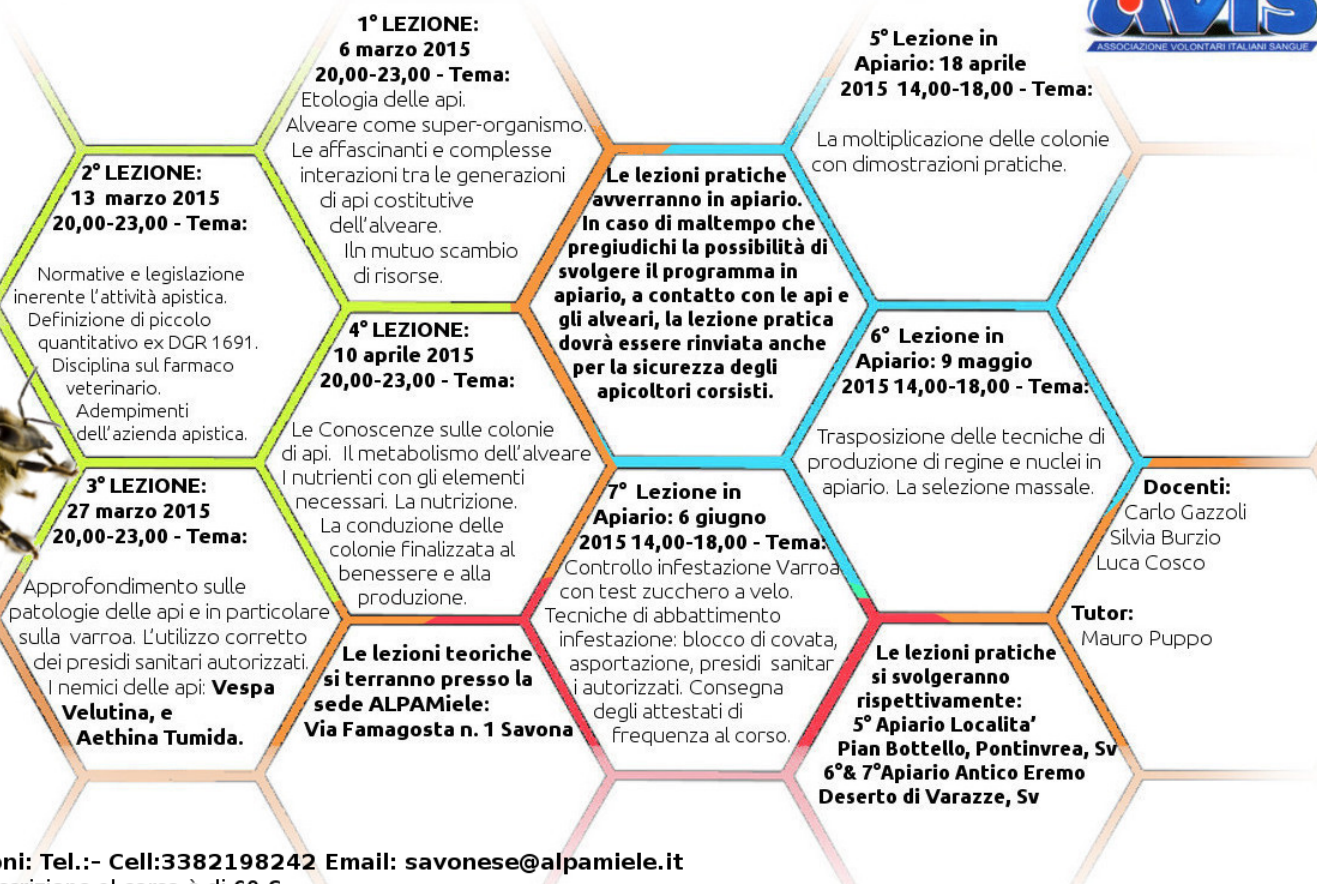 AVIS
ASSOCIAZIONE VOLONTARI ITALIANI SANGUE
1° LEZIONE:
6 marzo 2015
20,00-23,00 - Tema:
Etologia delle api.
Alveare come super-organismo.
Le affascinanti e complesse
interazioni tra le generazioni
di api costitutive
dell'alveare.
Iln mutuo scambio
di risorse.
2° LEZIONE:
13 marzo 2015
20,00-23,00 - Tema:
Normative e legislazione
inerente l'attività apistica.
Definizione di piccolo
quantitativo ex DGR 1691.
Disciplina sul farmaco
veterinario.
Adempimenti
dell'azienda apistica.
3° LEZIONE:
27 marzo 2015
20,00-23,00 - Tema:
Approfondimento sulle
patologie delle api e in particolare
sulla varroa. L'utilizzo corretto
dei presidi sanitari autorizzati.
I nemici delle api: Vespa
Velutina, e
Aethina Tumida.
4° LEZIONE:
10 aprile 2015
20,00-23,00 - Tema:
Le Conoscenze sulle colonie
di api. Il metabolismo dell'alveare
I nutrienti con gli elementi
necessari. La nutrizione.
La conduzione delle
colonie finalizzata al
benessere e alla
produzione.
Le lezioni teoriche
si terranno presso la
sede ALPAMiele:
Via Famagosta n. 1 Savona
Le lezioni pratiche
avverranno in apiario.
In caso di maltempo che
pregiudichi la possibilità di
svolgere il programma in
apiario, a contatto con le api e
gli alveari, la lezione pratica
dovrà essere rinviata anche
per la sicurezza degli
apicoltori corsisti.
5° Lezione in
Apiario: 18 aprile
2015 14,00-18,00 - Tema:
La moltiplicazione delle colonie
con dimostrazioni pratiche.
6° Lezione in
Apiario: 9 maggio
2015 14,00-18,00 - Tema:
Trasposizione delle tecniche di
produzione di regine e nuclei in
apiario. La selezione massale.
7° Lezione in
Apiario: 6 giugno
2015 14,00-18,00 - Tema:
Controllo infestazione Varroa
con test zucchero a velo.
Tecniche di abbattimento
infestazione: blocco di covata,
asportazione, presidi sanitar
i autorizzati. Consegna
degli attestati di
frequenza al corso.
Le lezioni pratiche
si svolgeranno
rispettivamente:
5° Apiario Localita'
Pian Bottello, Pontinvrea, Sv
6°& 7°Apiario Antico Eremo
Deserto di Varazze, Sv
Docenti:
Carlo Gazzoli
Silvia Burzio
Luca Cosco
Tutor:
Mauro Puppo
oni: Tel.:- Cell:3382198242 Email: savonese@alpamiele.it